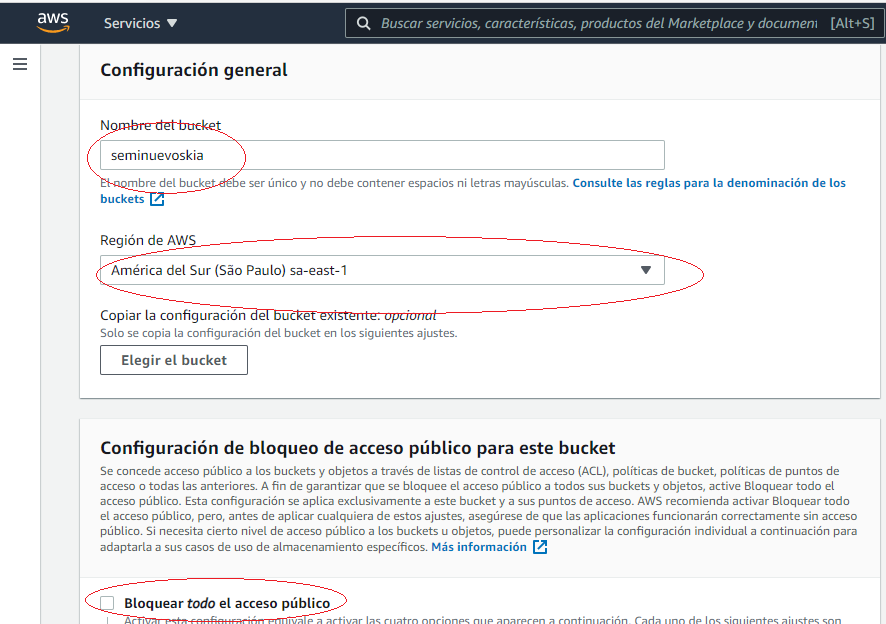 aws
Servicios
Buscar servicios, características, productos del Marketplace y document
[Alt+S]
Configuración general
Nombre del bucket
seminuevoskia
El nombre del bucket debe ser único y no debe contener espacios ni letras mayúsculas. Consulte las reglas para la denominación de los
buckets
Región de AWS
América del Sur (São Paulo) sa-east-1
Copiar la configuración del bucket existente: opcional
Solo se copia la configuración del bucket en los siguientes ajustes.
Elegir el bucket
Configuración de bloqueo de acceso público para este bucket
Se concede acceso público a los buckets y objetos a través de listas de control de acceso (ACL), políticas de bucket, políticas de puntos de
acceso o todas las anteriores. A fin de garantizar que se bloquee el acceso público a todos sus buckets y objetos, active Bloquear todo el
acceso público. Esta configuración se aplica exclusivamente a este bucket y a sus puntos de acceso. AWS recomienda activar Bloquear todo
el acceso público, pero, antes de aplicar cualquiera de estos ajustes, asegúrese de que las aplicaciones funcionarán correctamente sin acceso
público. Si necesita cierto nivel de acceso público a los buckets u objetos, puede personalizar la configuración individual a continuación para
adaptarla a sus casos de uso de almacenamiento específicos. Más información
Bloquear todo el acceso público
Activar esta configuración equivale a activar las cuatro opciones que aparecen a continuación. Cada uno de los siguientes ajustes son